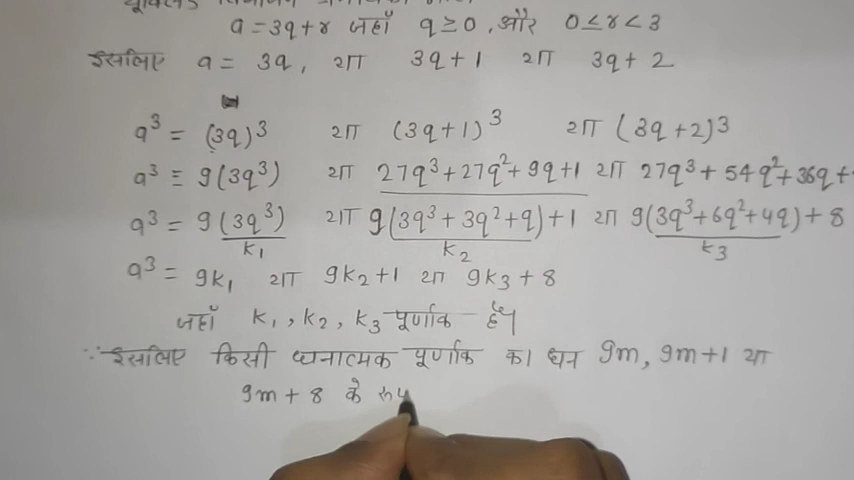 a = 3q + r जहाँ q ≥ 0, और 0 ≤ r < 3
इसलिए a = 3q, या 3q + 1 या 3q + 2
a³ = (3q)³ या (3q+1)³ या (3q+2)³
a³ = 9(3q³) या 27q³ + 27q² + 9q + 1 या 27q³ + 54q² + 36q +
a³ = 9(3q³) या 9(3q³ + 3q² + q) + 1 या 9(3q³ + 6q² + 4q) + 8
k₁ k₂ k₃
a³ = 9k₁ या 9k₂ + 1 या 9k₃ + 8
जहाँ k₁, k₂, k₃ पूर्णाक हैं।
∵ इसलिए किसी धनात्मक पूर्णाक का घन 9m, 9m+1 या
9m + 8 के रूप